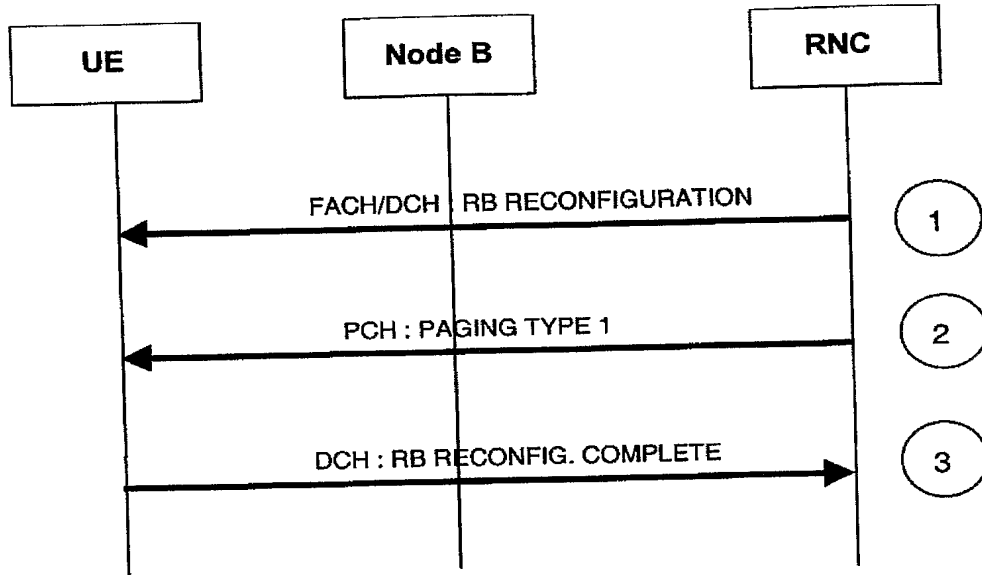 UE
Node B
RNC
FACH/DCH : RB RECONFIGURATION
1
PCH : PAGING TYPE 1
2
DCH : RB RECONFIG. COMPLETE
3